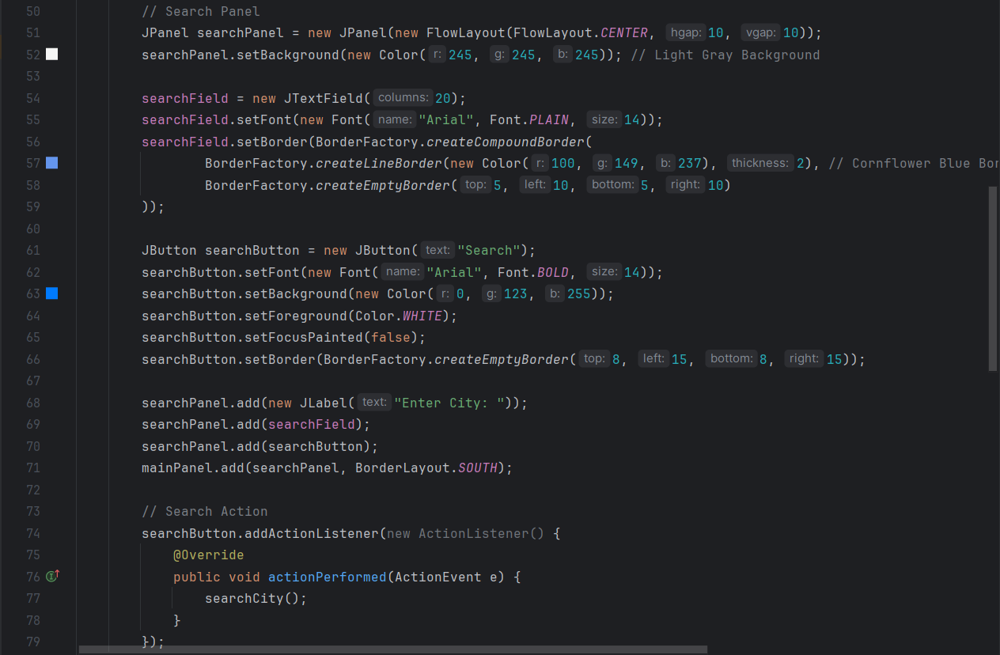 50 // Search Panel
51 JPanel searchPanel = new JPanel(new FlowLayout(FlowLayout.CENTER, hgap: 10, vgap: 10));
52 searchPanel.setBackground(new Color( r: 245, g: 245, b: 245)); // Light Gray Background
53
54 searchField = new JTextField( columns: 20);
55 searchField.setFont(new Font( name: "Arial", Font.PLAIN, size: 14));
56 searchField.setBorder(BorderFactory.createCompoundBorder(
57 BorderFactory.createLineBorder(new Color( r: 100, g: 149, b: 237), thickness: 2), // Cornflower Blue Bor
58 BorderFactory.createEmptyBorder( top: 5, left: 10, bottom: 5, right: 10)
59 ));
60
61 JButton searchButton = new JButton( text: "Search");
62 searchButton.setFont(new Font( name: "Arial", Font.BOLD, size: 14));
63 searchButton.setBackground(new Color( r: 0, g: 123, b: 255));
64 searchButton.setForeground(Color.WHITE);
65 searchButton.setFocusPainted(false);
66 searchButton.setBorder(BorderFactory.createEmptyBorder( top: 8, left: 15, bottom: 8, right: 15));
67
68 searchPanel.add(new JLabel( text: "Enter City: "));
69 searchPanel.add(searchField);
70 searchPanel.add(searchButton);
71 mainPanel.add(searchPanel, BorderLayout.SOUTH);
72
73 // Search Action
74 searchButton.addActionListener(new ActionListener() {
75 @Override
76 public void actionPerformed(ActionEvent e) {
77 searchCity();
78 }
79 });